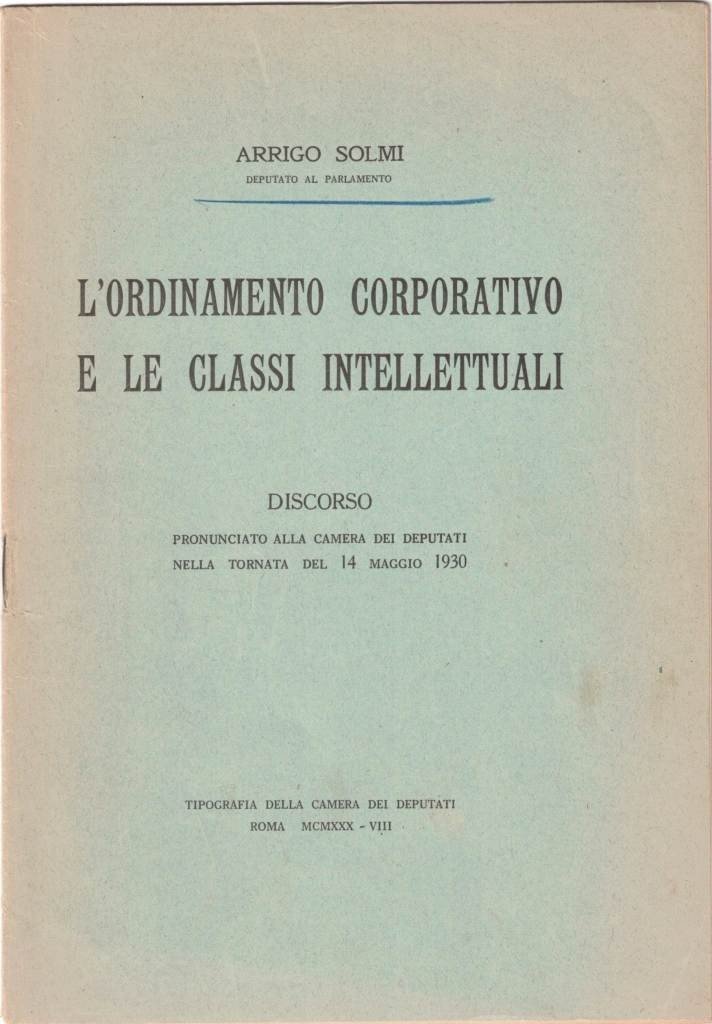 ARRIGO SOLMI
DEPUTATO AL PARLAMENTO
L'ORDINAMENTO CORPORATIVO
E LE CLASSI INTELLETTUALI
DISCORSO
PRONUNCIATO ALLA CAMERA DEI DEPUTATI
NELLA TORNATA DEL 14 MAGGIO 1930
TIPOGRAFIA DELLA CAMERA DEI DEPUTATI
ROMA MCMXXX - VIII